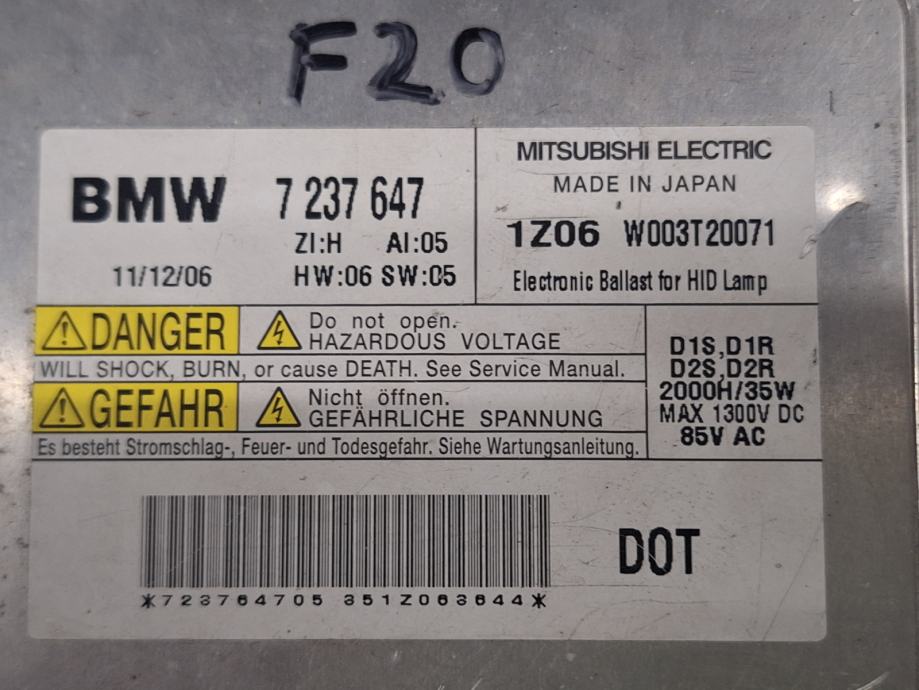 F20
BMW 7 237 647
ZI:H AI:05
11/12/06 HW:06 SW:05
MITSUBISHI ELECTRIC
MADE IN JAPAN
1Z06 W003T20071
Electronic Ballast for HID Lamp
DANGER Do not open.
HAZARDOUS VOLTAGE
WILL SHOCK, BURN, or cause DEATH. See Service Manual.
GEFAHR Nicht öffnen.
GEFÄHRLICHE SPANNUNG
Es besteht Stromschlag-, Feuer- und Todesgefahr. Siehe Wartungsanleitung.
D1S,D1R
D2S,D2R
2000H/35W
MAX 1300V DC
85V AC
*723764705 351Z063644*
DOT